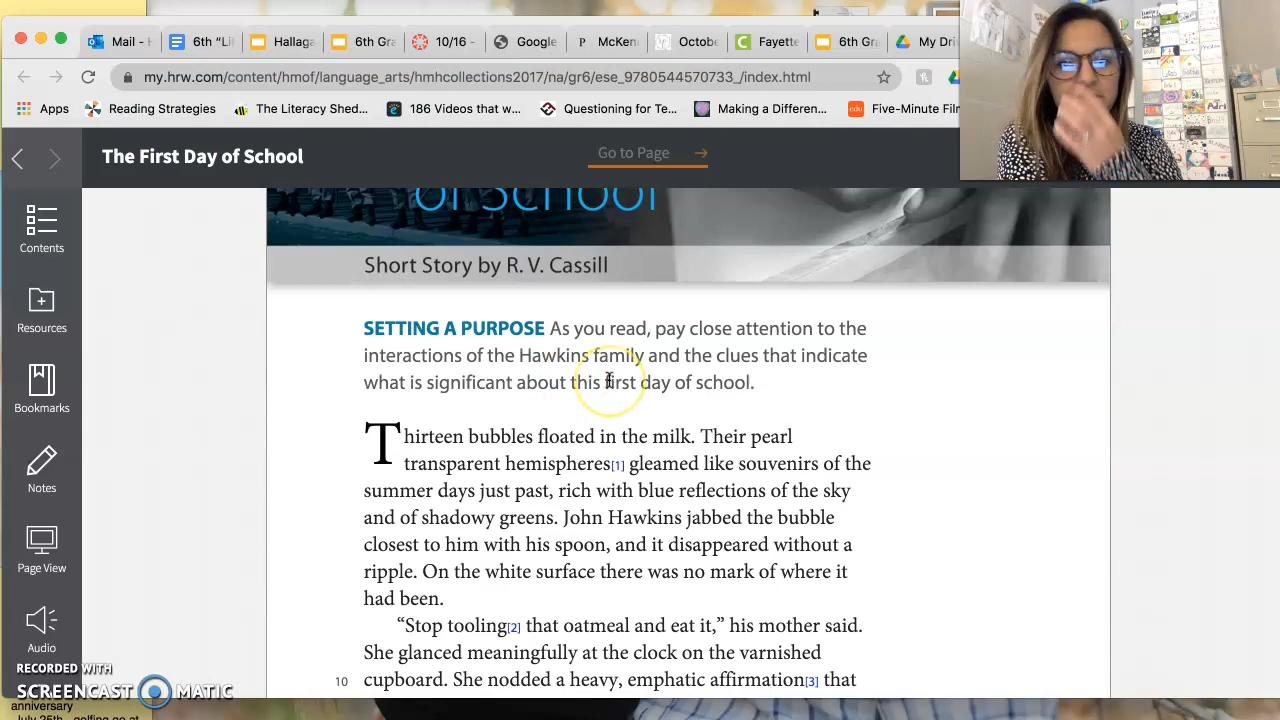 Mail - H
6th "Li
Hallaga
6th Gra
10/10
Google
McKen
Octobe
Fayette
6th Gr
My Driv
my.hrw.com/content/hmof/language_arts/hmhcollections2017/na/gr6/ese_9780544570733_/index.html
Apps
Reading Strategies
The Literacy Shed...
186 Videos that w...
Questioning for Te...
Making a Differen...
edu
Five-Minute Fil
The First Day of School
Go to Page
Contents
Resources
Bookmarks
Notes
Page View
Audio
of School
Short Story by R. V. Cassill
SETTING A PURPOSE As you read, pay close attention to the
interactions of the Hawkins family and the clues that indicate
what is significant about this first day of school.
Thirteen bubbles floated in the milk. Their pearl
transparent hemispheres[1] gleamed like souvenirs of the
summer days just past, rich with blue reflections of the sky
and of shadowy greens. John Hawkins jabbed the bubble
closest to him with his spoon, and it disappeared without a
ripple. On the white surface there was no mark of where it
had been.
“Stop tooling[2] that oatmeal and eat it,” his mother said.
She glanced meaningfully at the clock on the varnished
10 cupboard. She nodded a heavy, emphatic affirmation[3] that
RECORDED WITH
SCREENCAST MATIC
anniversary